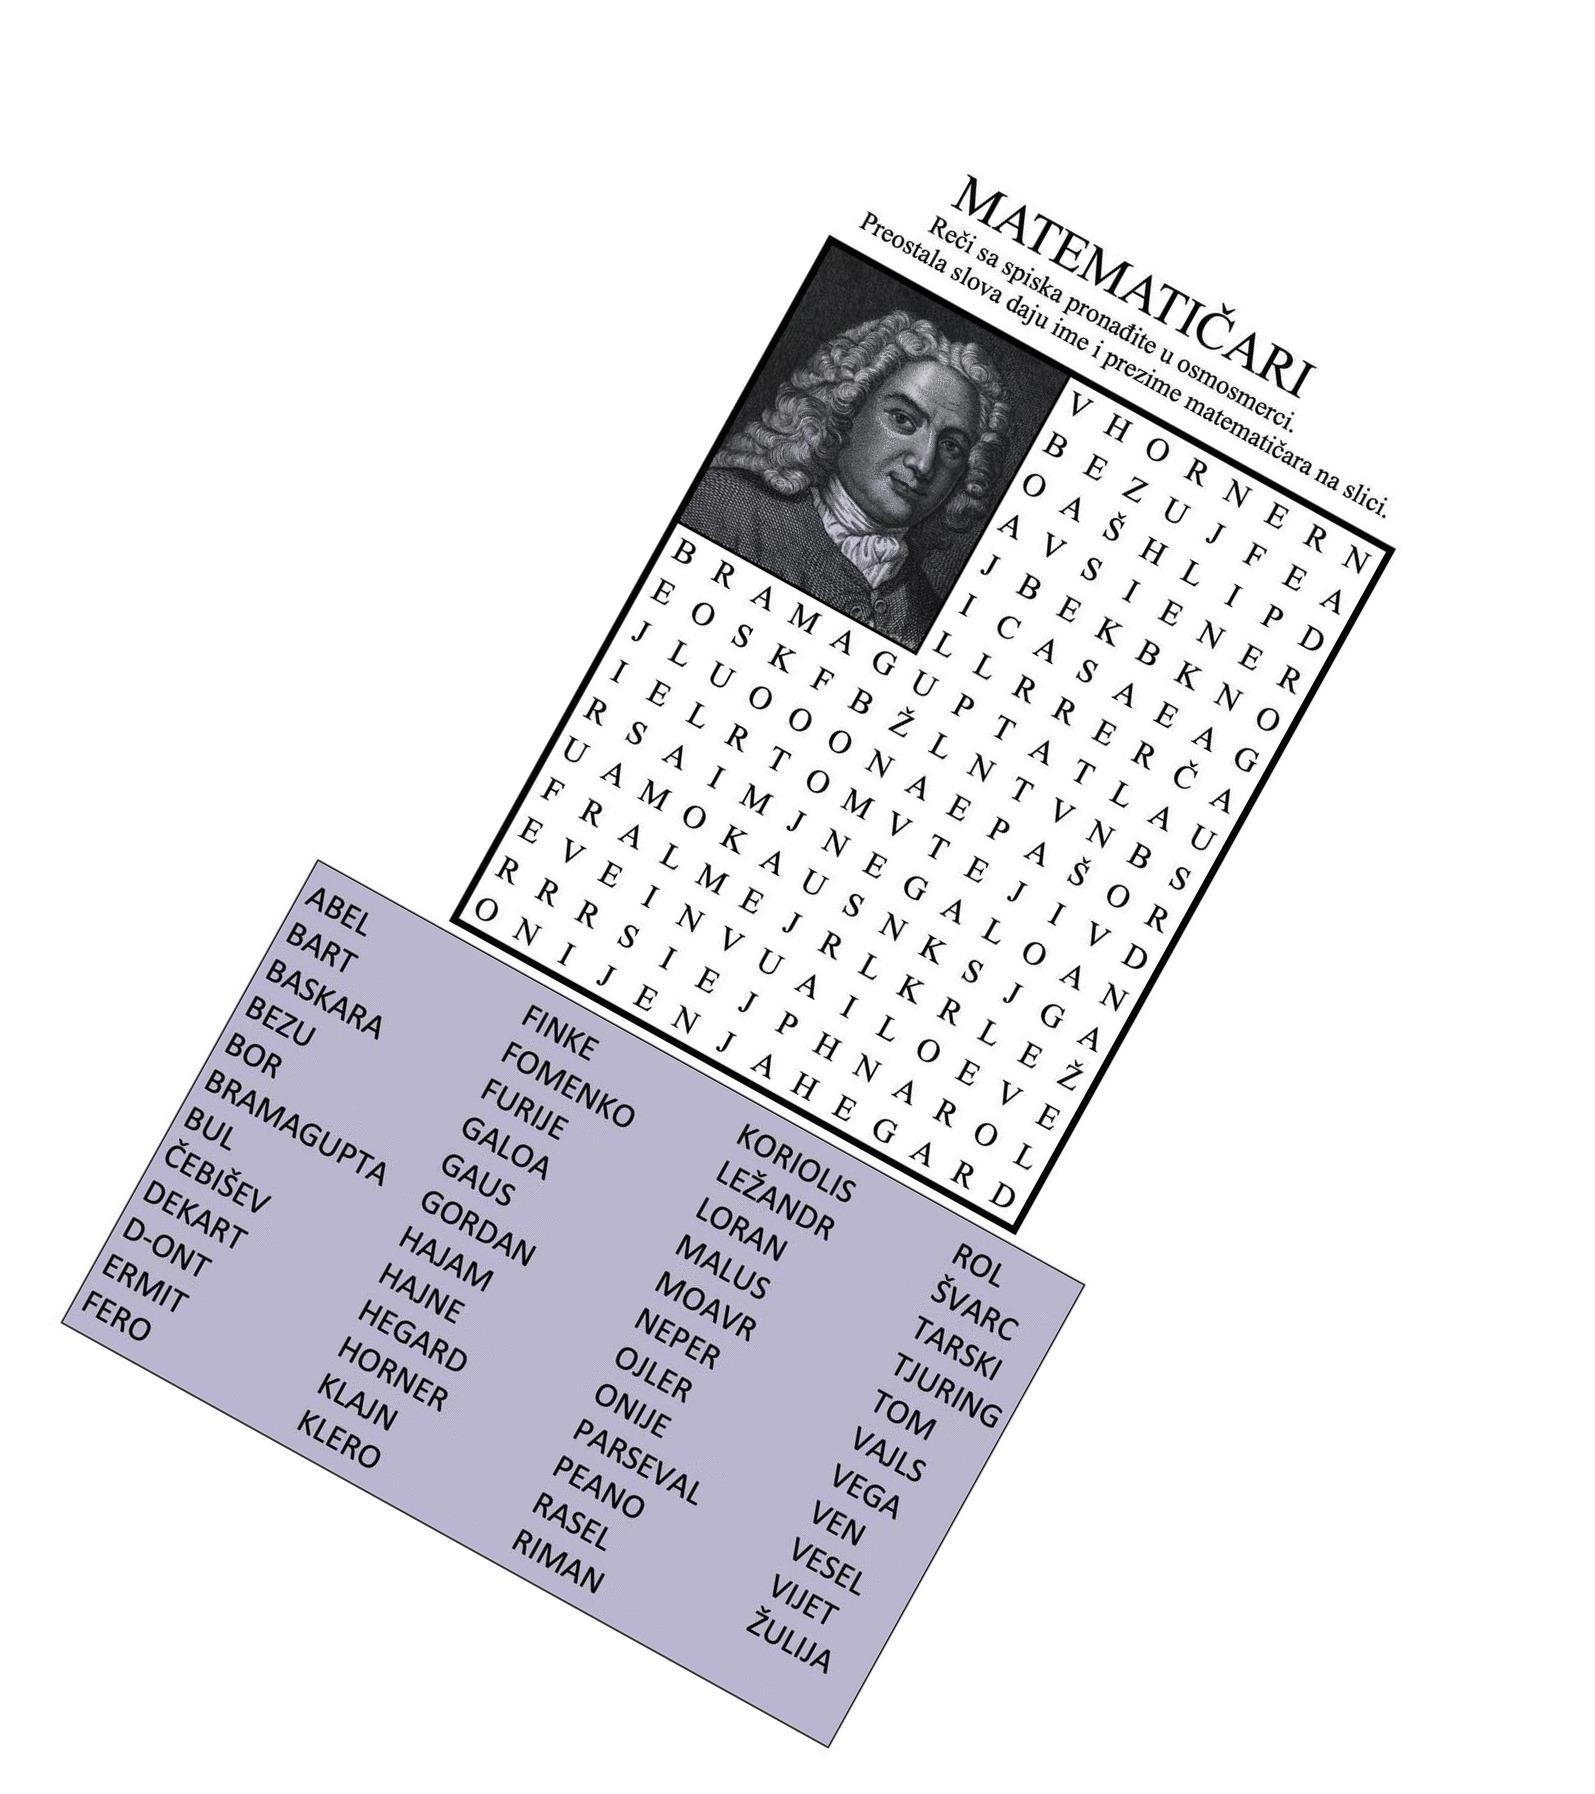 MATEMATIČARI
Reči sa spiska pronađite u osmosmerci.
Preostala slova daju ime i prezime matematičara na slici.
V H O R N E R N
B E Z U J F E A
O A Š H L I P D
A V S I E N E R
J B E K B K N O
I C A S A E A G
L L R R E R Č A
B R A M A G U P T A T L A U
E O S K F B Ž L N T V N B S
J L U O O O N A E P A Š O R
I E L R T O M V T E J I V D
R S A I M J N E G A L O A N
U A M O K A U S N K S J G A
F R A L M E J R L K R L E Ž
E V E I N V U A I L O E V E
R R R S I E J P H N A R O L
O N I J E N J A H E G A R D
ABEL
BART
BASKARA
BEZU
BOR
BRAMAGUPTA
BUL
ČEBIŠEV
DEKART
D-ONT
ERMIT
FERO
FINKE
FOMENKO
FURIJE
GALOA
GAUS
GORDAN
HAJAM
HAJNE
HEGARD
HORNER
KLAJN
KLERO
KORIOLIS
LEŽANDR
LORAN
MALUS
MOAVR
NEPER
OJLER
ONIJE
PARSEVAL
PEANO
RASEL
RIMAN
ROL
ŠVARC
TARSKI
TJURING
TOM
VAJLS
VEGA
VEN
VESEL
VIJET
ŽULIJA